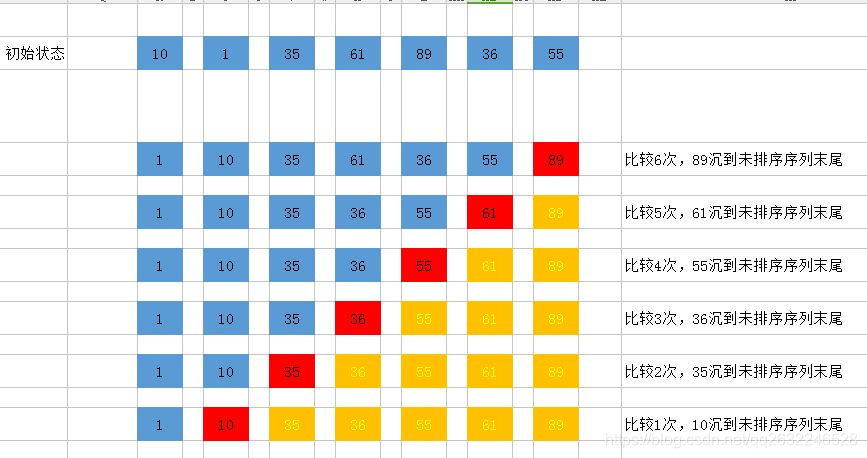 初始状态 10 1 35 61 89 36 55
1 10 35 61 36 55 89 比较6次，89沉到未排序序列末尾
1 10 35 36 55 61 89 比较5次，61沉到未排序序列末尾
1 10 35 36 55 61 89 比较4次，55沉到未排序序列末尾
1 10 35 36 55 61 89 比较3次，36沉到未排序序列末尾
1 10 35 36 55 61 89 比较2次，35沉到未排序序列末尾
1 10 35 36 55 61 89 比较1次，10沉到未排序序列末尾
https://blog.csdn.net/qq2632246528